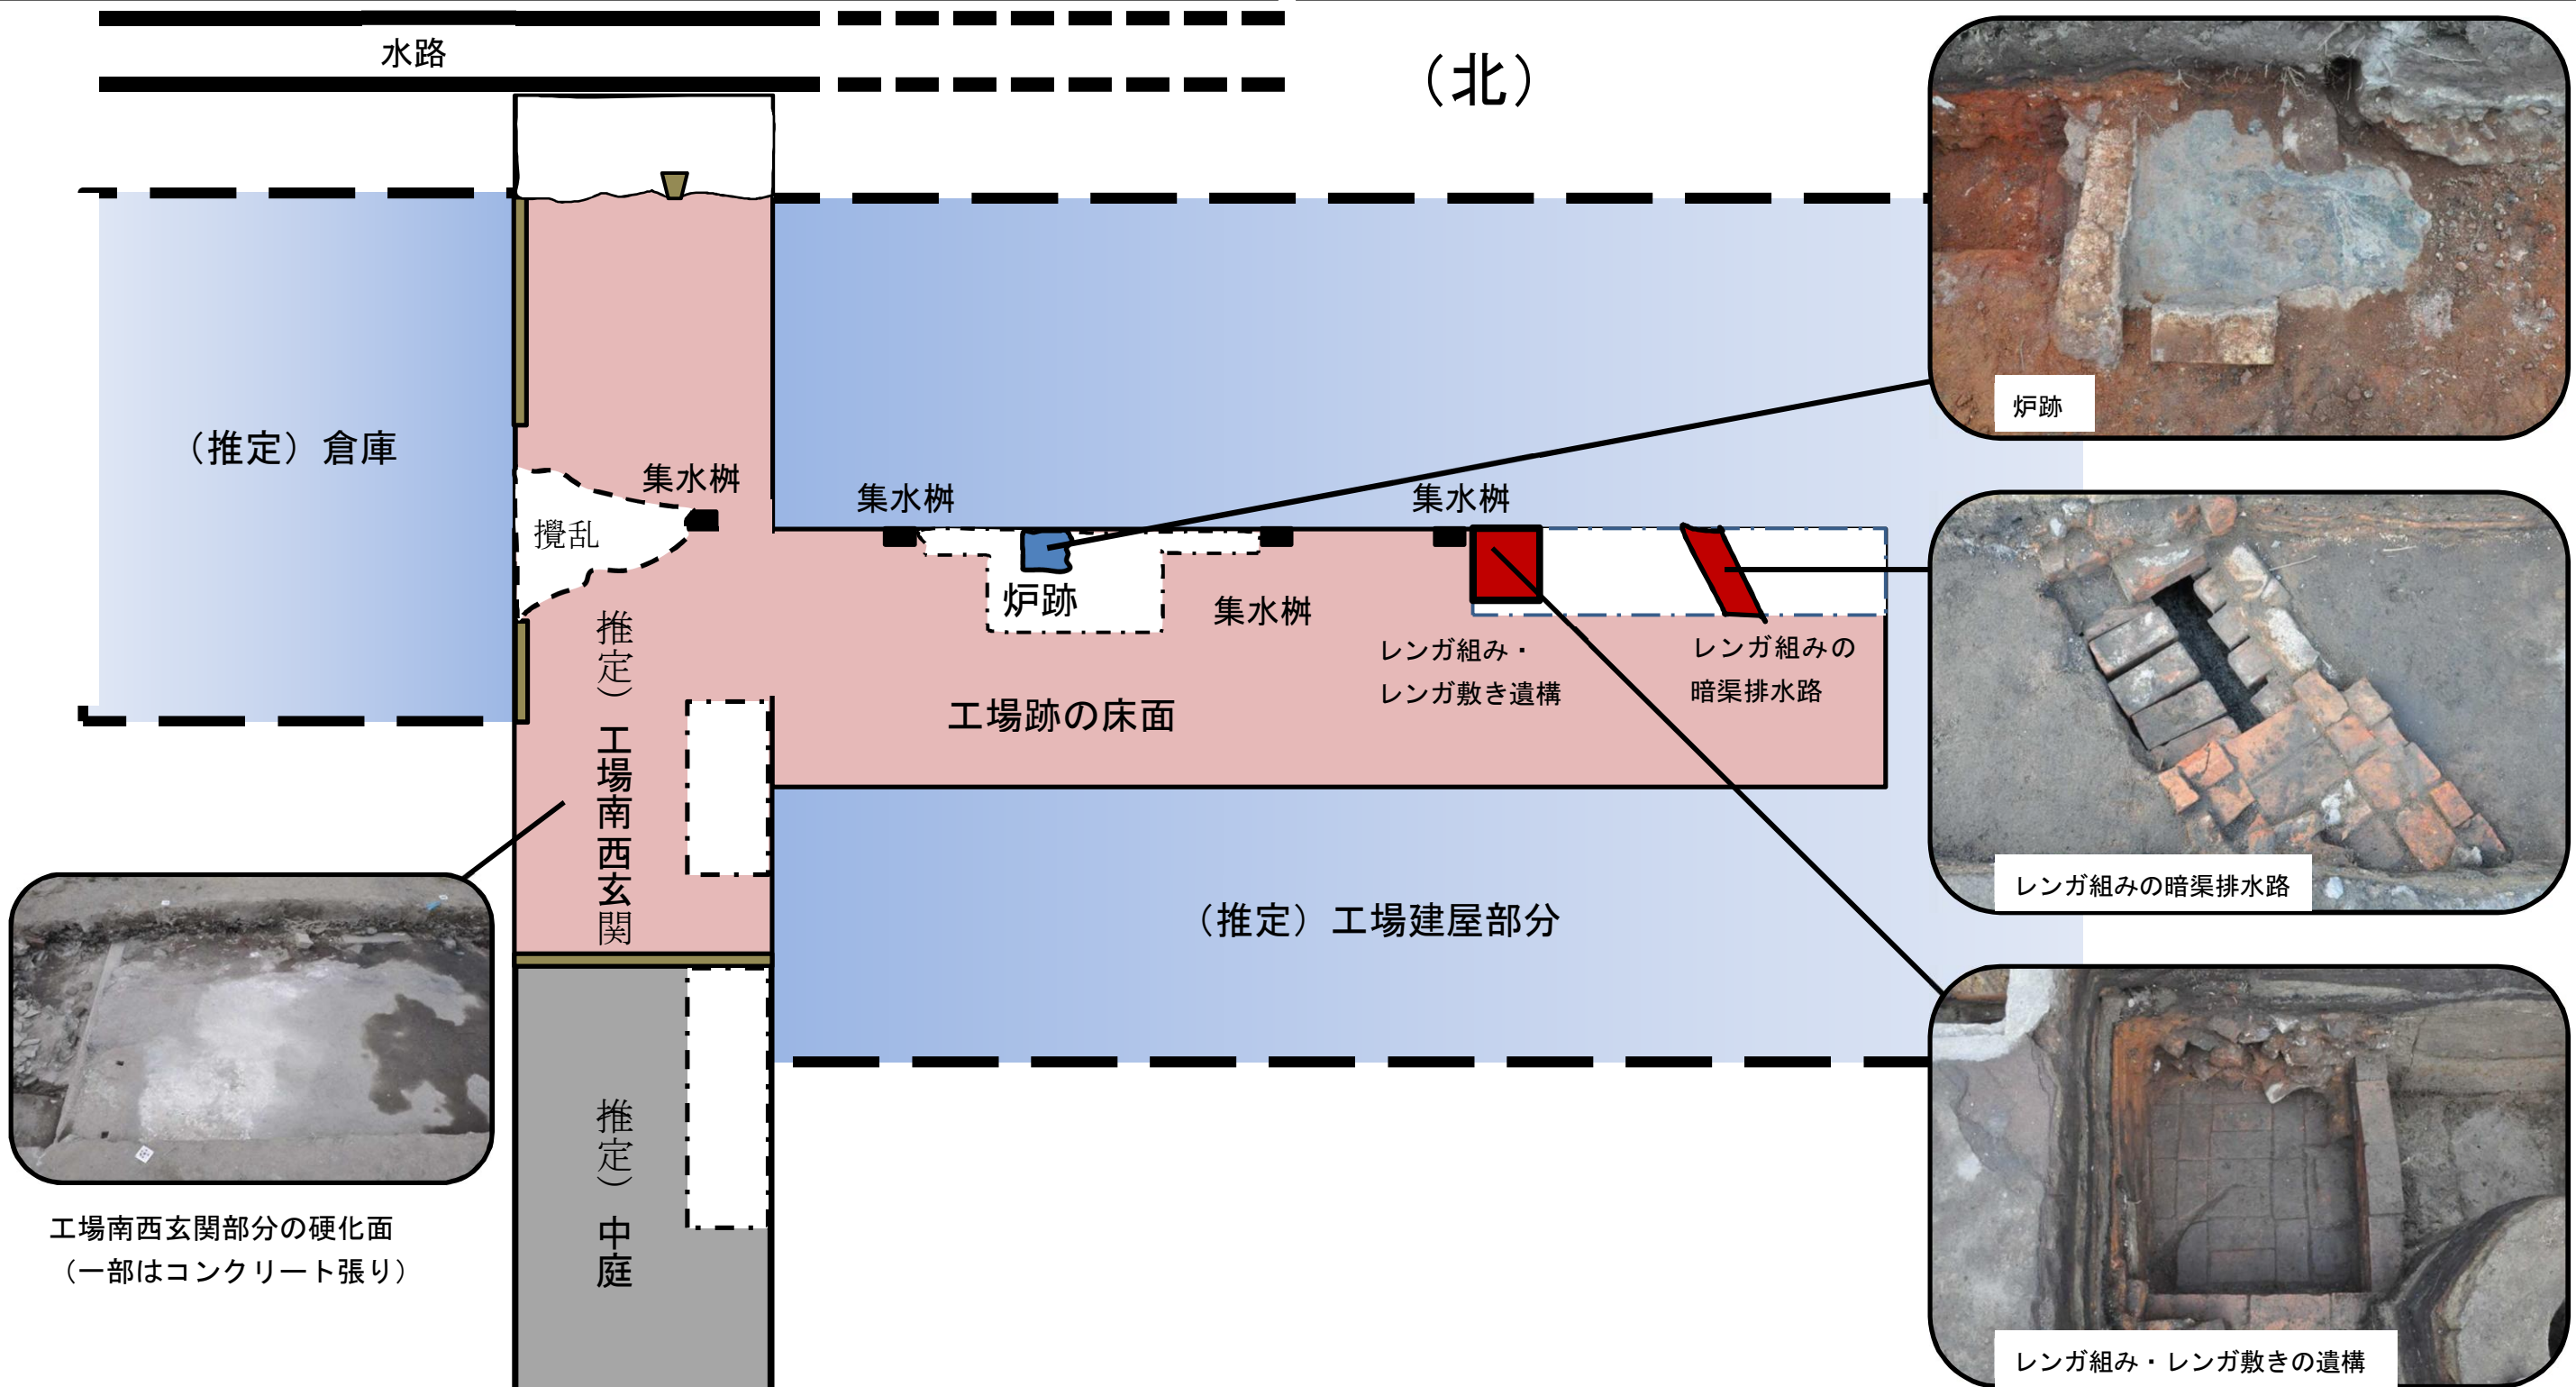 水路
（北）
（推定）倉庫
集水桝
集水桝
集水桝
攪乱
炉跡
集水桝
推定）工場南西玄関
工場跡の床面
レンガ組み・
レンガ敷き遺構
レンガ組みの
暗渠排水路
（推定）工場建屋部分
推定）中庭
工場南西玄関部分の硬化面
（一部はコンクリート張り）
炉跡
レンガ組みの暗渠排水路
レンガ組み・レンガ敷きの遺構